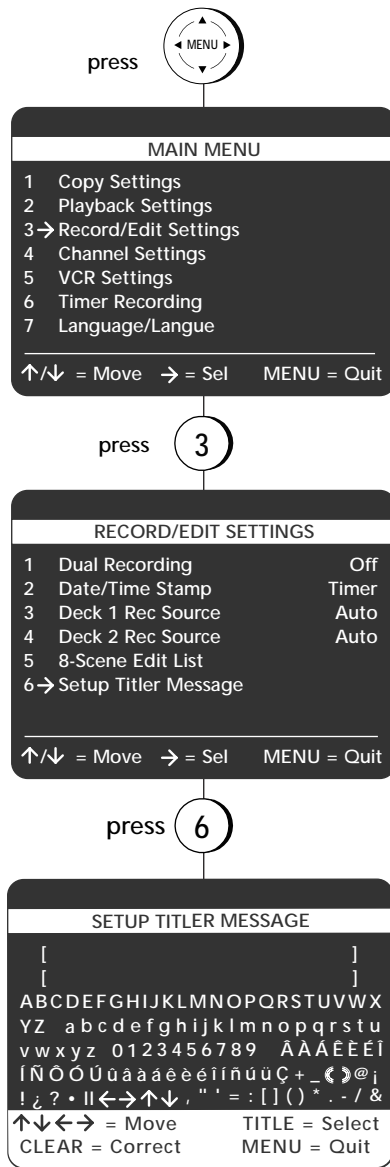 ◄ MENU ►
press
MAIN MENU
1 Copy Settings
2 Playback Settings
3→ Record/Edit Settings
4 Channel Settings
5 VCR Settings
6 Timer Recording
7 Language/Langue
↑/↓ = Move → = Sel MENU = Quit
press 3
RECORD/EDIT SETTINGS
1 Dual Recording Off
2 Date/Time Stamp Timer
3 Deck 1 Rec Source Auto
4 Deck 2 Rec Source Auto
5 8-Scene Edit List
6→ Setup Titler Message
↑/↓ = Move → = Sel MENU = Quit
press 6
SETUP TITLER MESSAGE
[ ]
[ ]
ABCDEFGHIJKLMNOPQRSTUVWX
YZ abcdefghijklmnopqrstu
vwxyz 0123456789 ÂÀÁÊÈÉÎ
ÍÑÔÓÚûâàáêèéîíñúüÇ+_❨❩@¡
!¿?•II←→↑↓,"'=:[]()*.-/&
↑↓←→ = Move TITLE = Select
CLEAR = Correct MENU = Quit